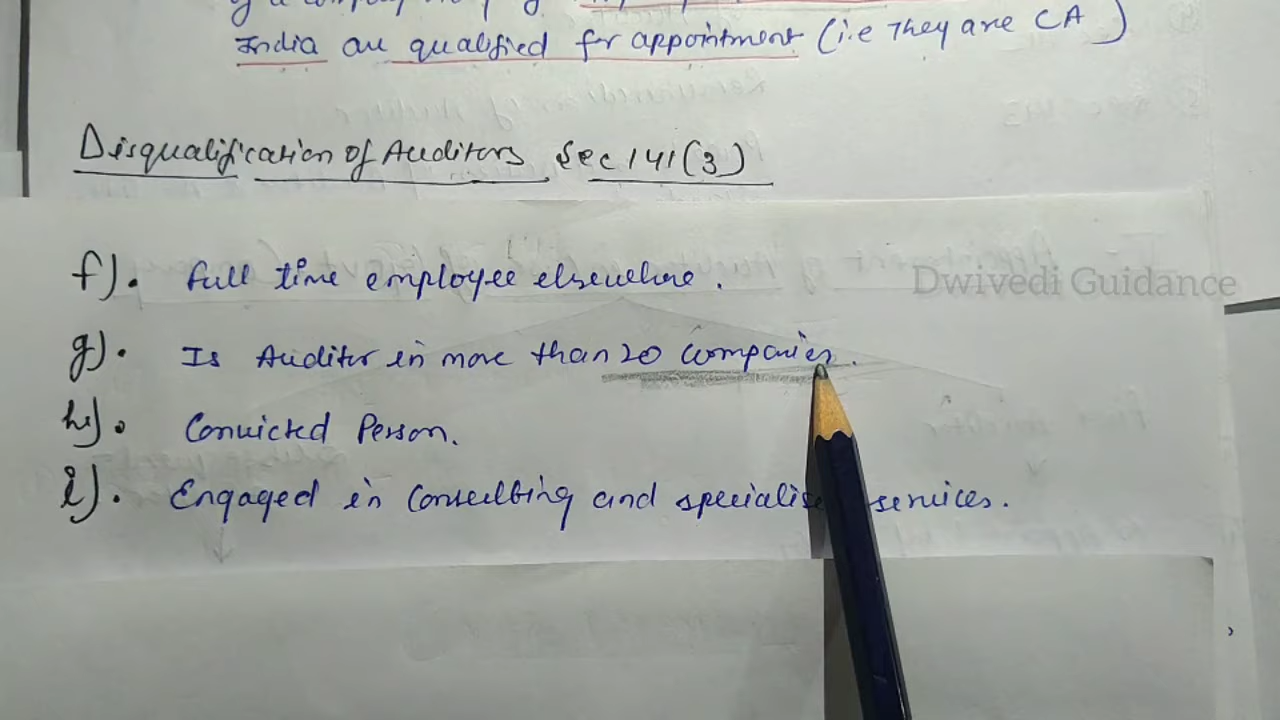 India are qualified for appointment (i.e They are CA)
Disqualification of Auditors Sec 141(3)
f). Full time employee elsewhere.
Dwivedi Guidance
g). Is Auditor in more than 20 companies.
h). Convicted Person.
i). Engaged in Consulting and specialise services.